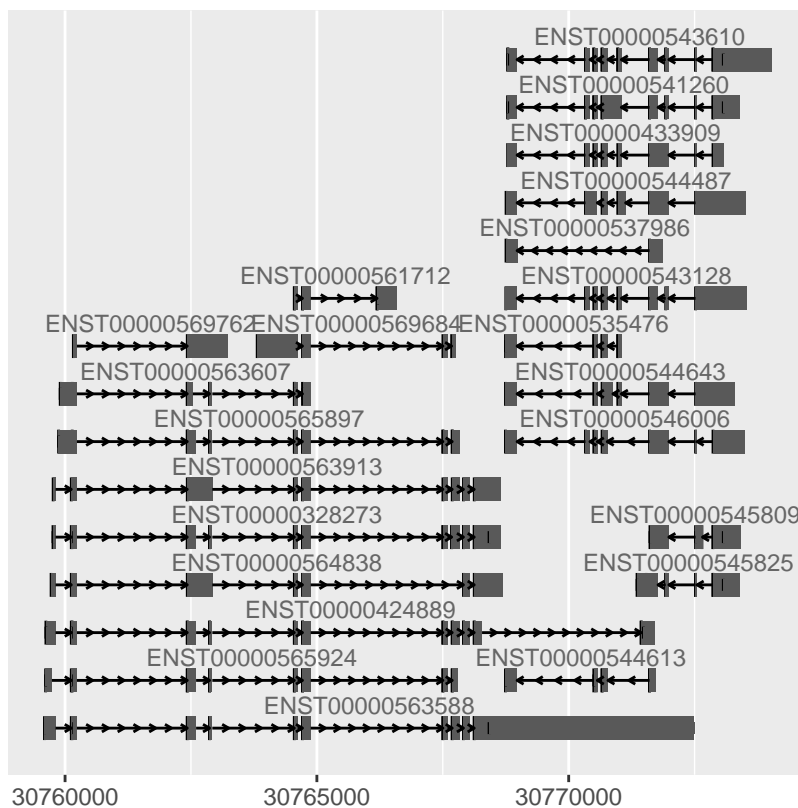 ENST00000543610
ENST00000541260
ENST00000433909
ENST00000544487
ENST00000537986
ENST00000561712 ENST00000543128
ENST00000569762 ENST00000569684 ENST00000535476
ENST00000563607 ENST00000544643
ENST00000565897 ENST00000546006
ENST00000563913
ENST00000328273 ENST00000545809
ENST00000564838 ENST00000545825
ENST00000424889
ENST00000565924 ENST00000544613
ENST00000563588
30760000 30765000 30770000